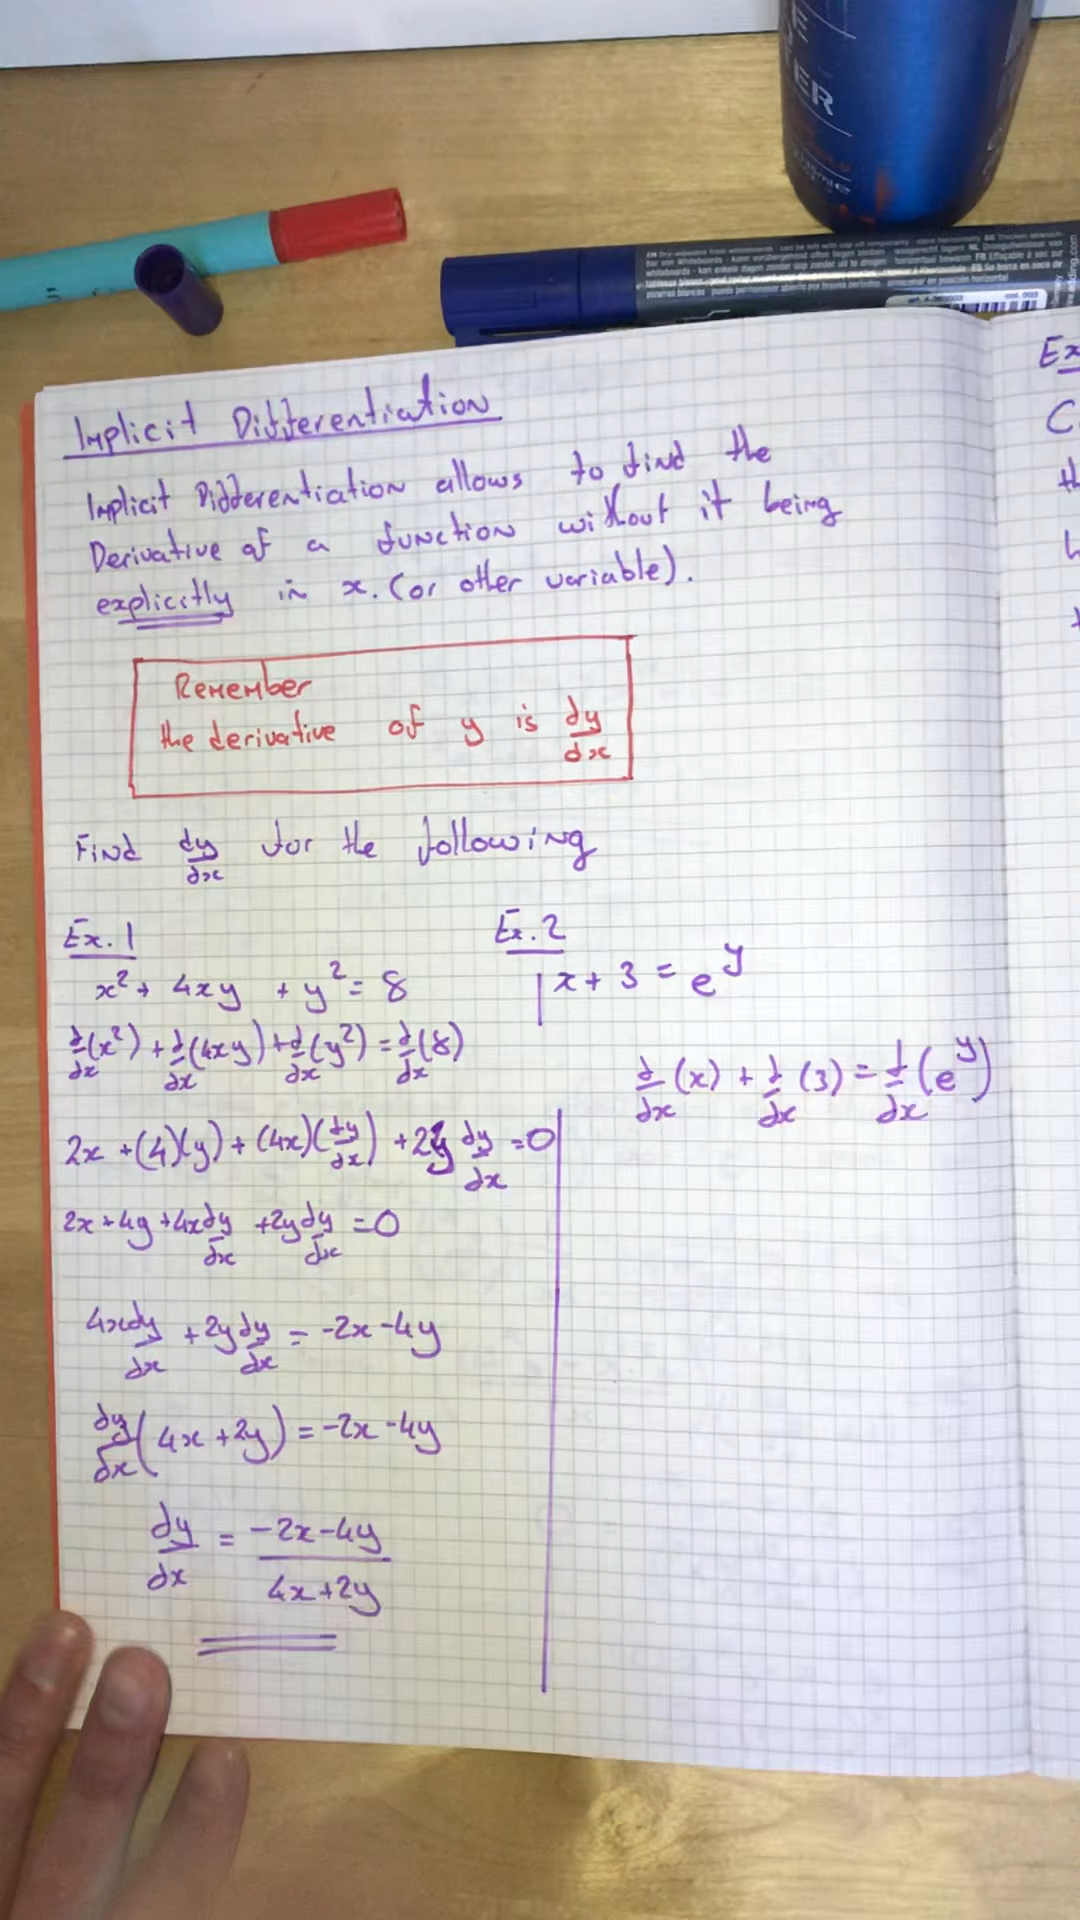 ER
Implicit Differentiation
Implicit Differentiation allows to find the
Derivative of a function without it being
explicitly in x. (or other variable).
Remember
the derivative of y is dy/dx
Find dy/dx for the following
Ex. 1
x² + 4xy + y² = 8
d/dx(x²) + d/dx(4xy) + d/dx(y²) = d/dx(8)
2x + (4)(y) + (4x)(dy/dx) + 2y dy/dx = 0
2x + 4y + 4x dy/dx + 2y dy/dx = 0
4x dy/dx + 2y dy/dx = -2x - 4y
dy/dx (4x + 2y) = -2x - 4y
dy/dx = -2x - 4y / 4x + 2y
Ex. 2
x + 3 = e^y
d/dx (x) + d/dx (3) = d/dx (e^y)
Ex